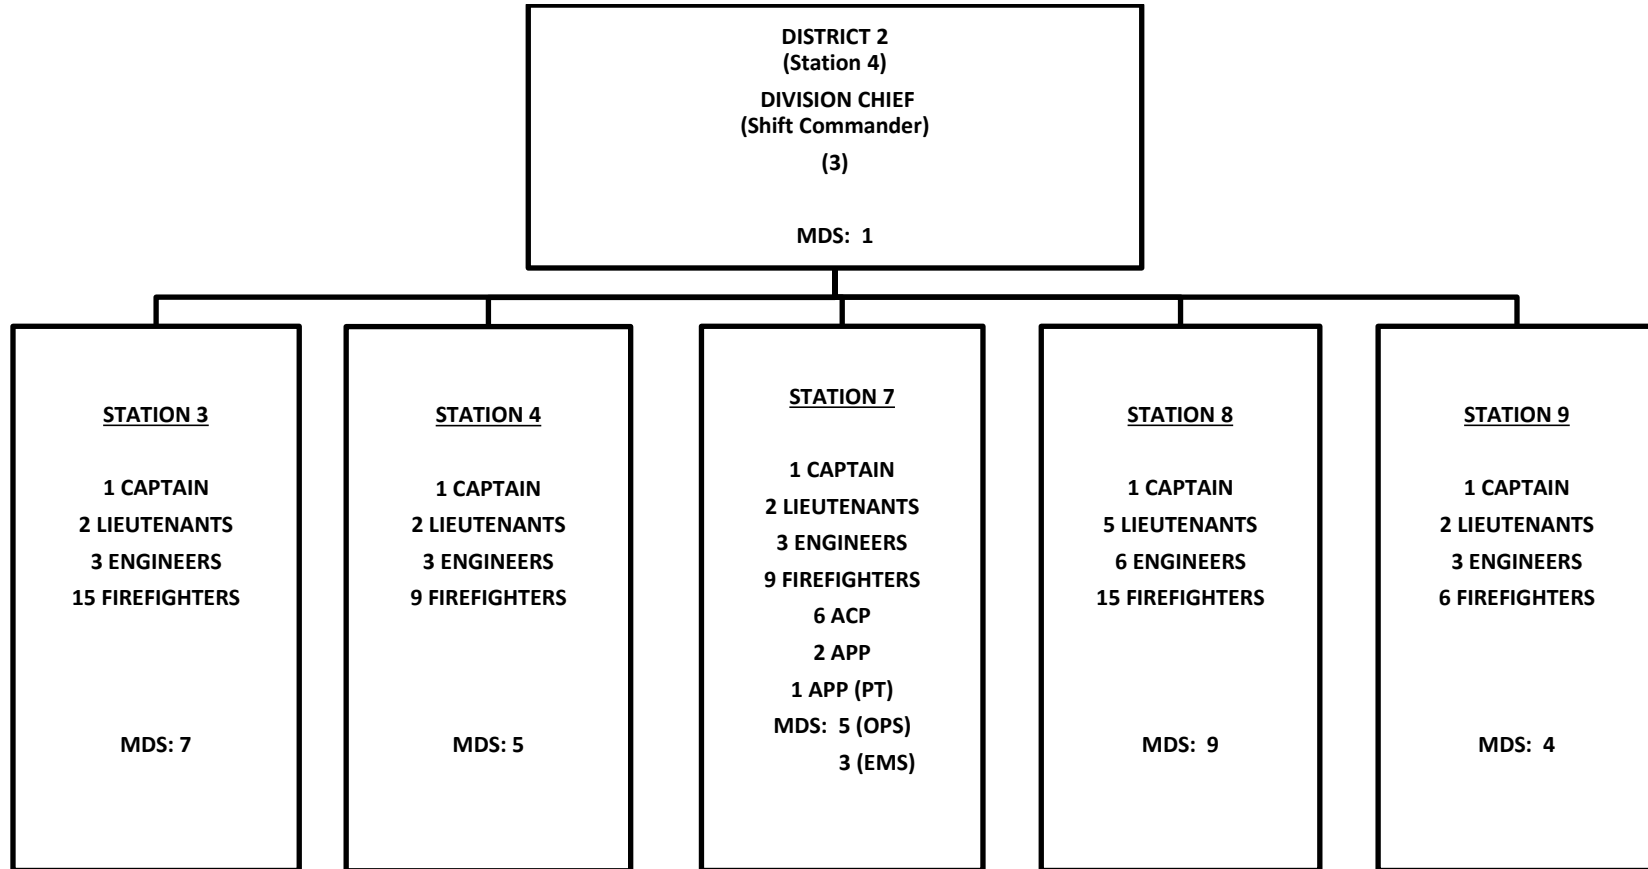 DISTRICT 2
(Station 4)
DIVISION CHIEF
(Shift Commander)
(3)
MDS: 1
STATION 3
1 CAPTAIN
2 LIEUTENANTS
3 ENGINEERS
15 FIREFIGHTERS
MDS: 7
STATION 4
1 CAPTAIN
2 LIEUTENANTS
3 ENGINEERS
9 FIREFIGHTERS
MDS: 5
STATION 7
1 CAPTAIN
2 LIEUTENANTS
3 ENGINEERS
9 FIREFIGHTERS
6 ACP
2 APP
1 APP (PT)
MDS: 5 (OPS)
3 (EMS)
STATION 8
1 CAPTAIN
5 LIEUTENANTS
6 ENGINEERS
15 FIREFIGHTERS
MDS: 9
STATION 9
1 CAPTAIN
2 LIEUTENANTS
3 ENGINEERS
6 FIREFIGHTERS
MDS: 4